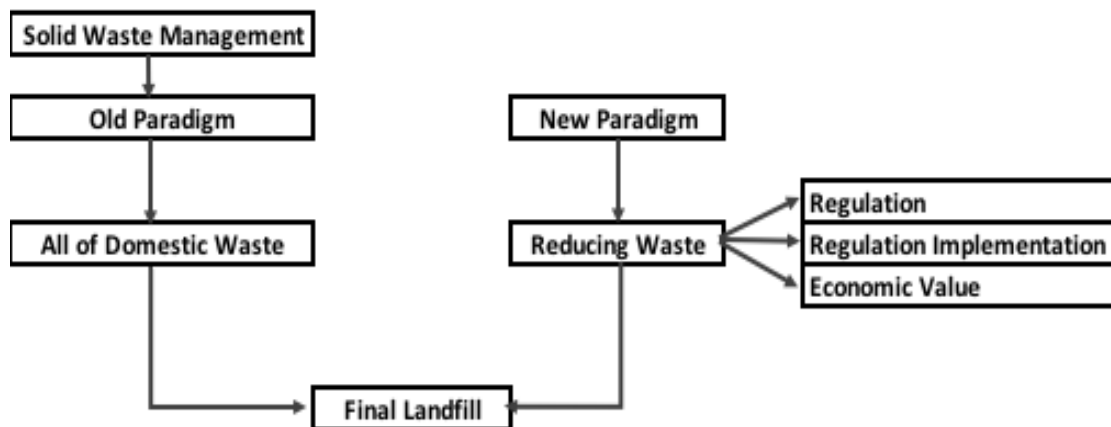 Solid Waste Management
Old Paradigm
New Paradigm
Regulation
All of Domestic Waste
Reducing Waste
Regulation Implementation
Economic Value
Final Landfill